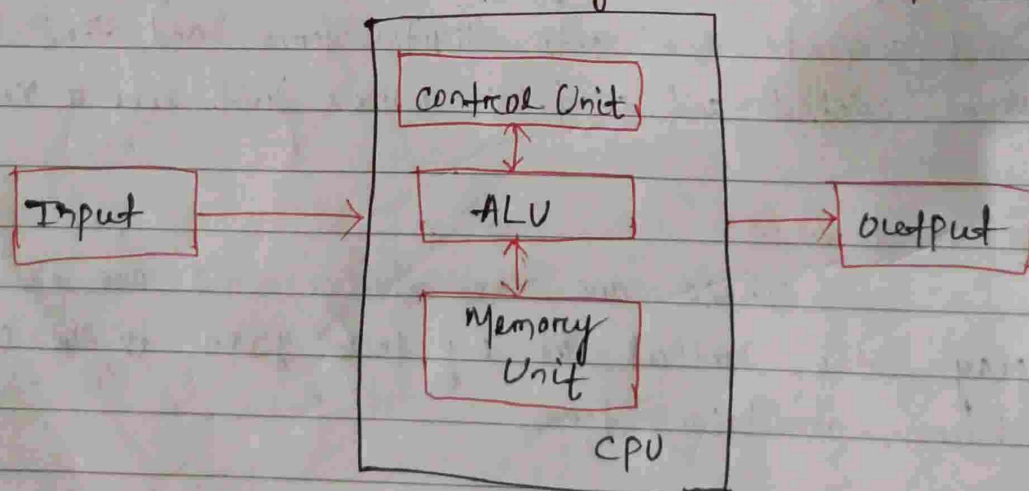 Control Unit
Input
ALU
Output
Memory
Unit
CPU